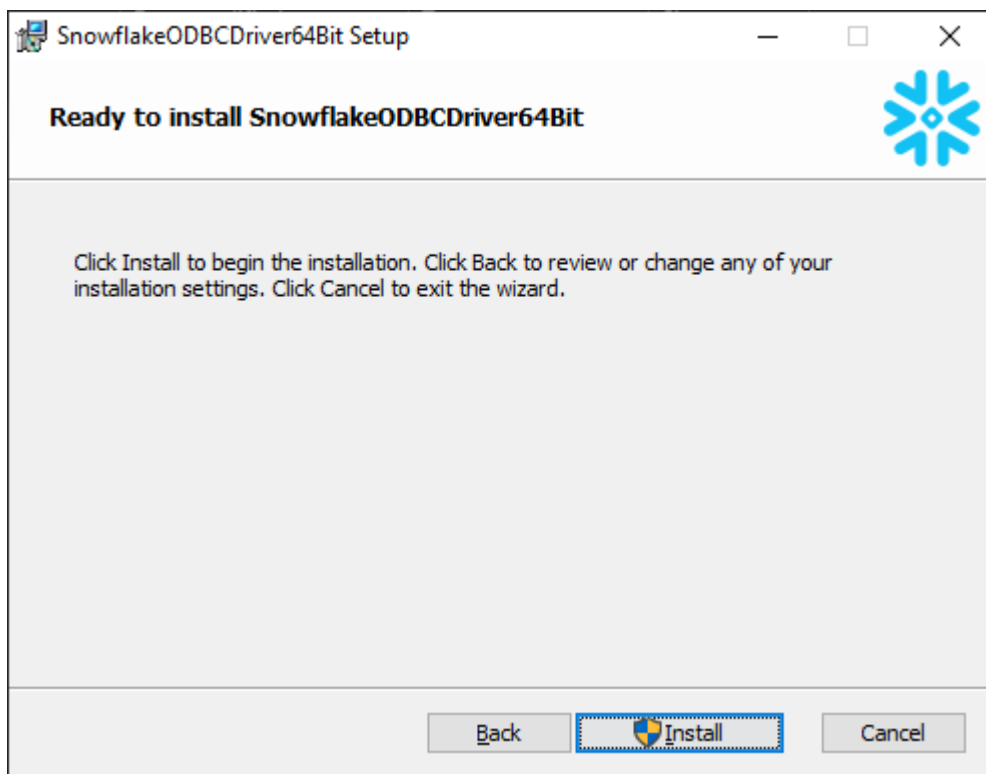 SnowflakeODBCDriver64Bit Setup
Ready to install SnowflakeODBCDriver64Bit
Click Install to begin the installation. Click Back to review or change any of your
installation settings. Click Cancel to exit the wizard.
Back
Install
Cancel